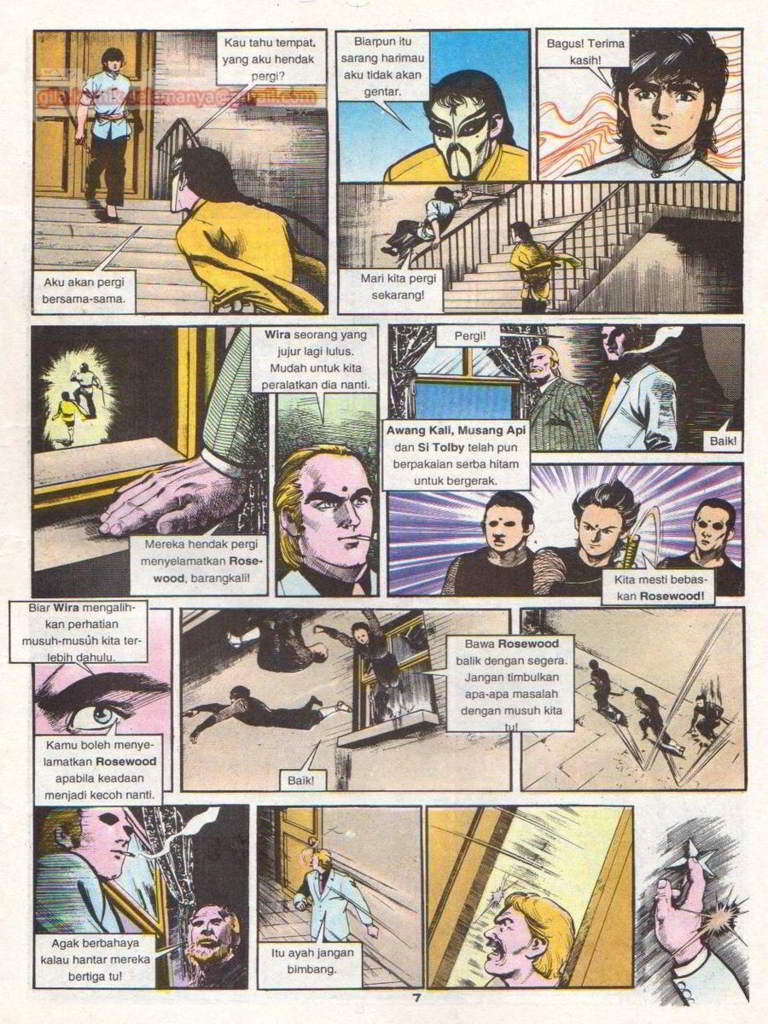 Kau tahu tempat,
yang aku hendak
pergi?
Aku akan pergi
bersama-sama.
Biarpun itu
sarang harimau
aku tidak akan
gentar.
Bagus! Terima
kasih!
Mari kita pergi
sekarang!
Mereka hendak pergi
menyelamatkan Rose-
wood, barangkali!
Wira seorang yang
jujur lagi lulus.
Mudah untuk kita
peralatkan dia nanti.
Pergi!
Baik!
Awang Kali, Musang Api
dan Si Tolby telah pun
berpakaian serba hitam
untuk bergerak.
Kita mesti bebas-
kan Rosewood!
Biar Wira mengalih-
kan perhatian
musuh-musuh kita ter-
lebih dahulu.
Kamu boleh menye-
lamatkan Rosewood
apabila keadaan
menjadi kecoh nanti.
Baik!
Bawa Rosewood
balik dengan segera.
Jangan timbulkan
apa-apa masalah
dengan musuh kita
tu!
Agak berbahaya
kalau hantar mereka
bertiga tu!
Itu ayah jangan
bimbang.
7